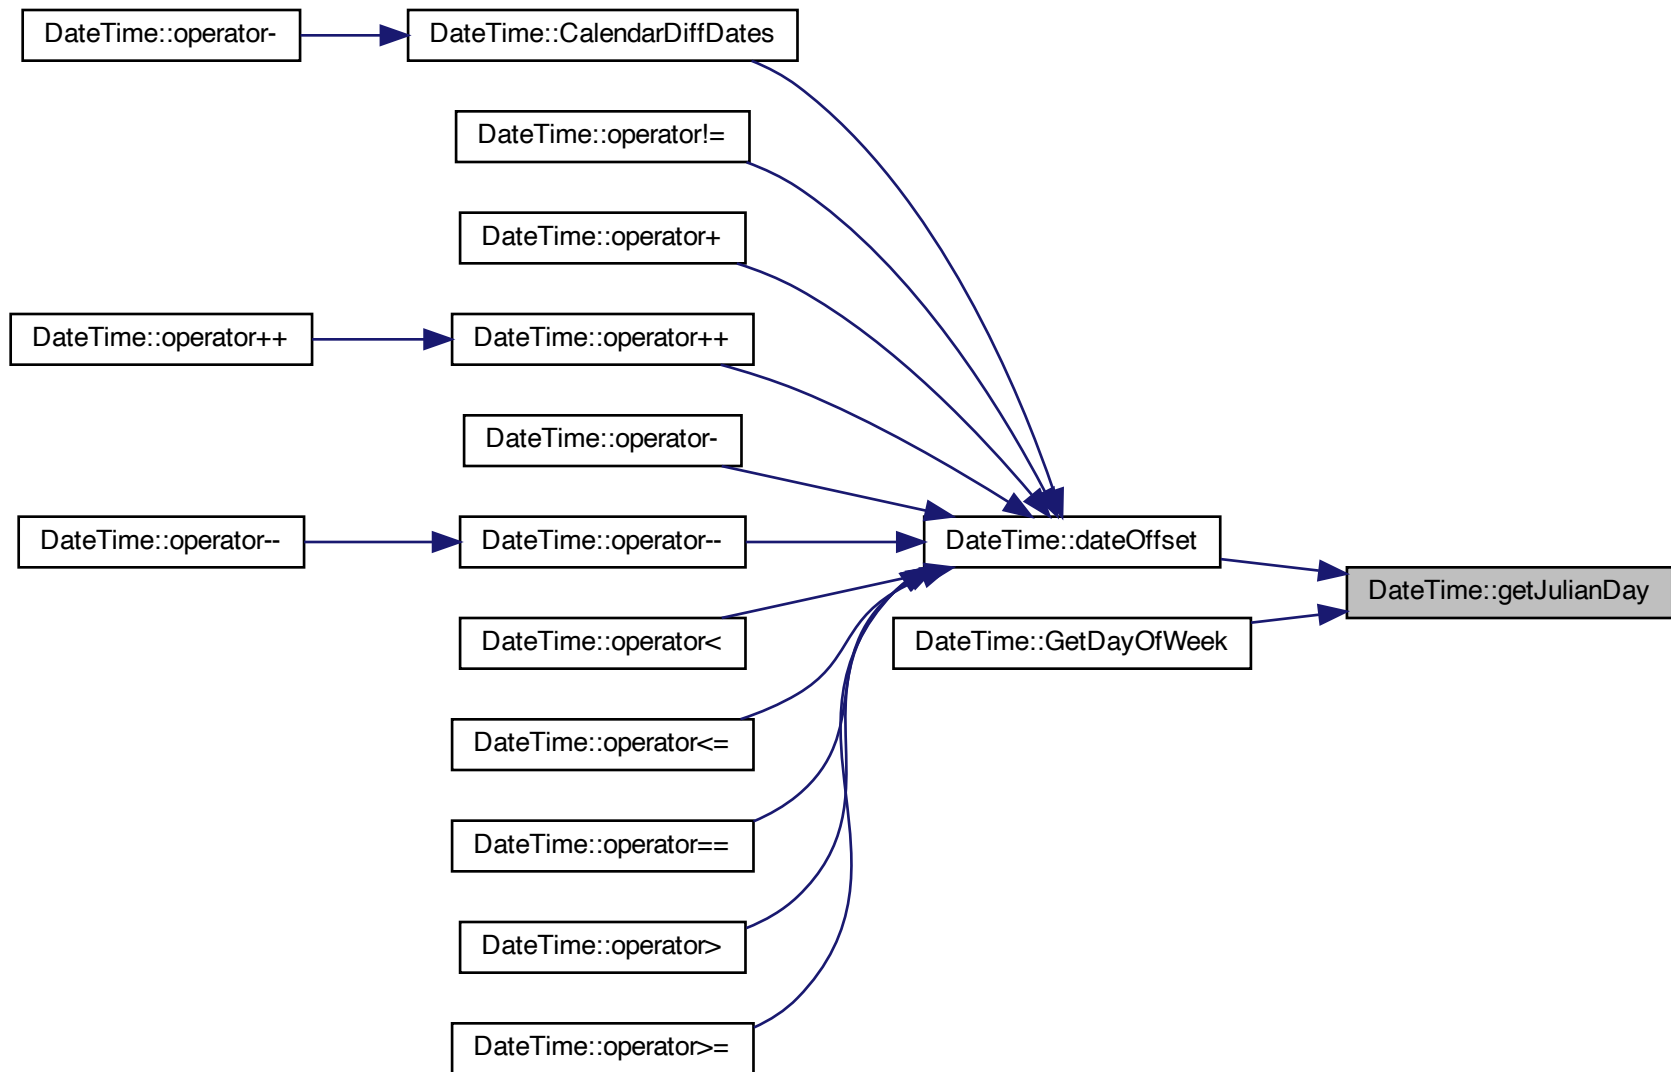 DateTime::operator-
DateTime::CalendarDiffDates
DateTime::operator!=
DateTime::operator+
DateTime::operator++
DateTime::operator++
DateTime::operator-
DateTime::operator--
DateTime::operator--
DateTime::dateOffset
DateTime::getJulianDay
DateTime::operator<
DateTime::GetDayOfWeek
DateTime::operator<=
DateTime::operator==
DateTime::operator>
DateTime::operator>=